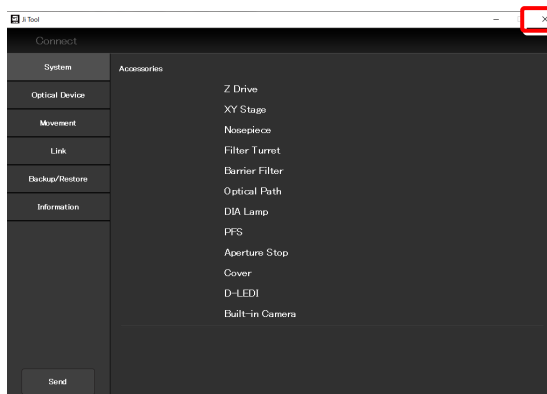 Ji Tool
Connect
System
Optical Device
Movement
Link
Backup/Restore
Information
Send
Accessories
Z Drive
XY Stage
Nosepiece
Filter Turret
Barrier Filter
Optical Path
DIA Lamp
PFS
Aperture Stop
Cover
D-LEDI
Built-in Camera